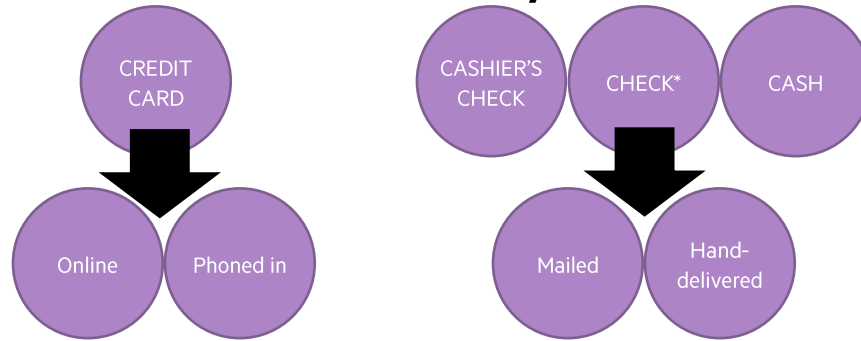 CREDIT
CARD
Online
Phoned in
CASHIER'S
CHECK
CHECK*
CASH
Mailed
Hand-
delivered